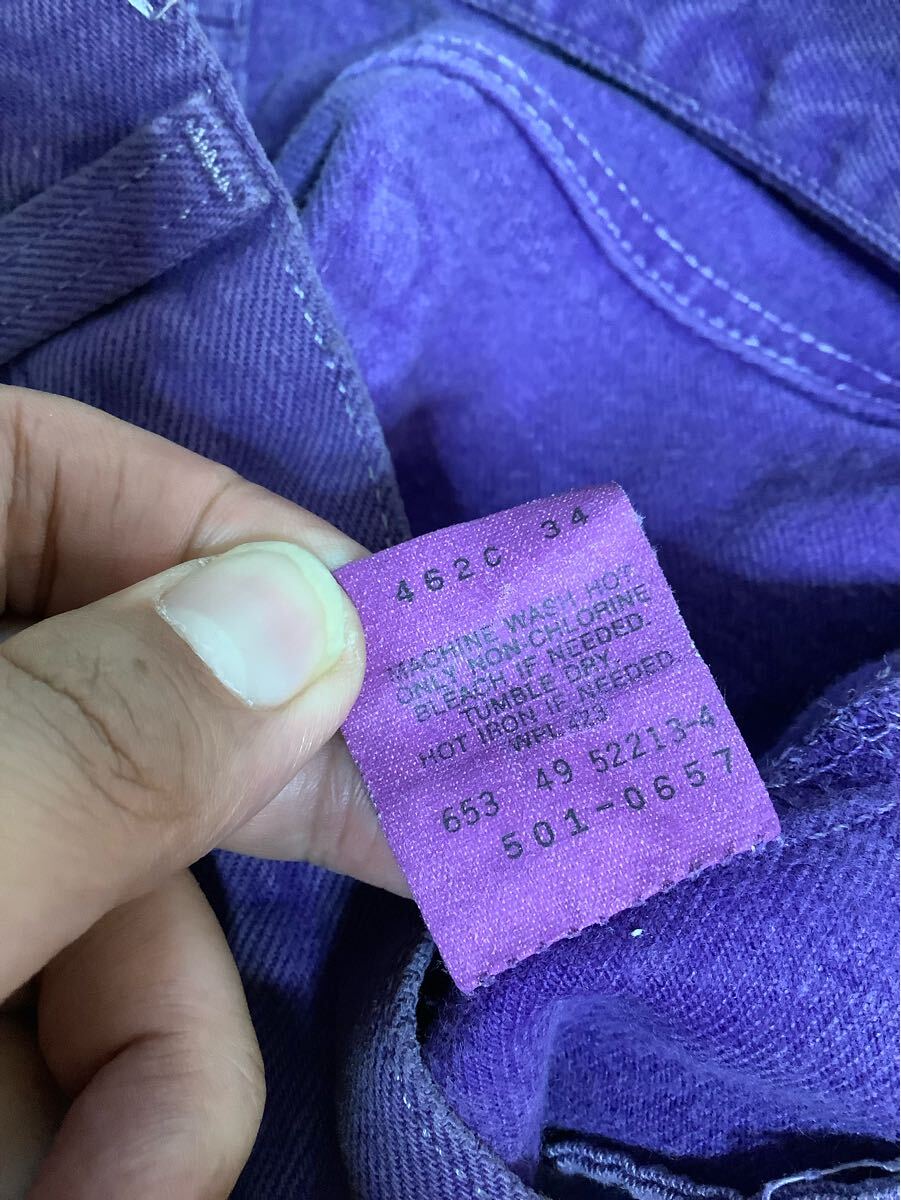 462C 34
MACHINE WASH HOT
ONLY NON-CHLORINE
BLEACH IF NEEDED.
TUMBLE DRY.
HOT IRON IF NEEDED
WPL 423
653 49 52213-4
501-0657